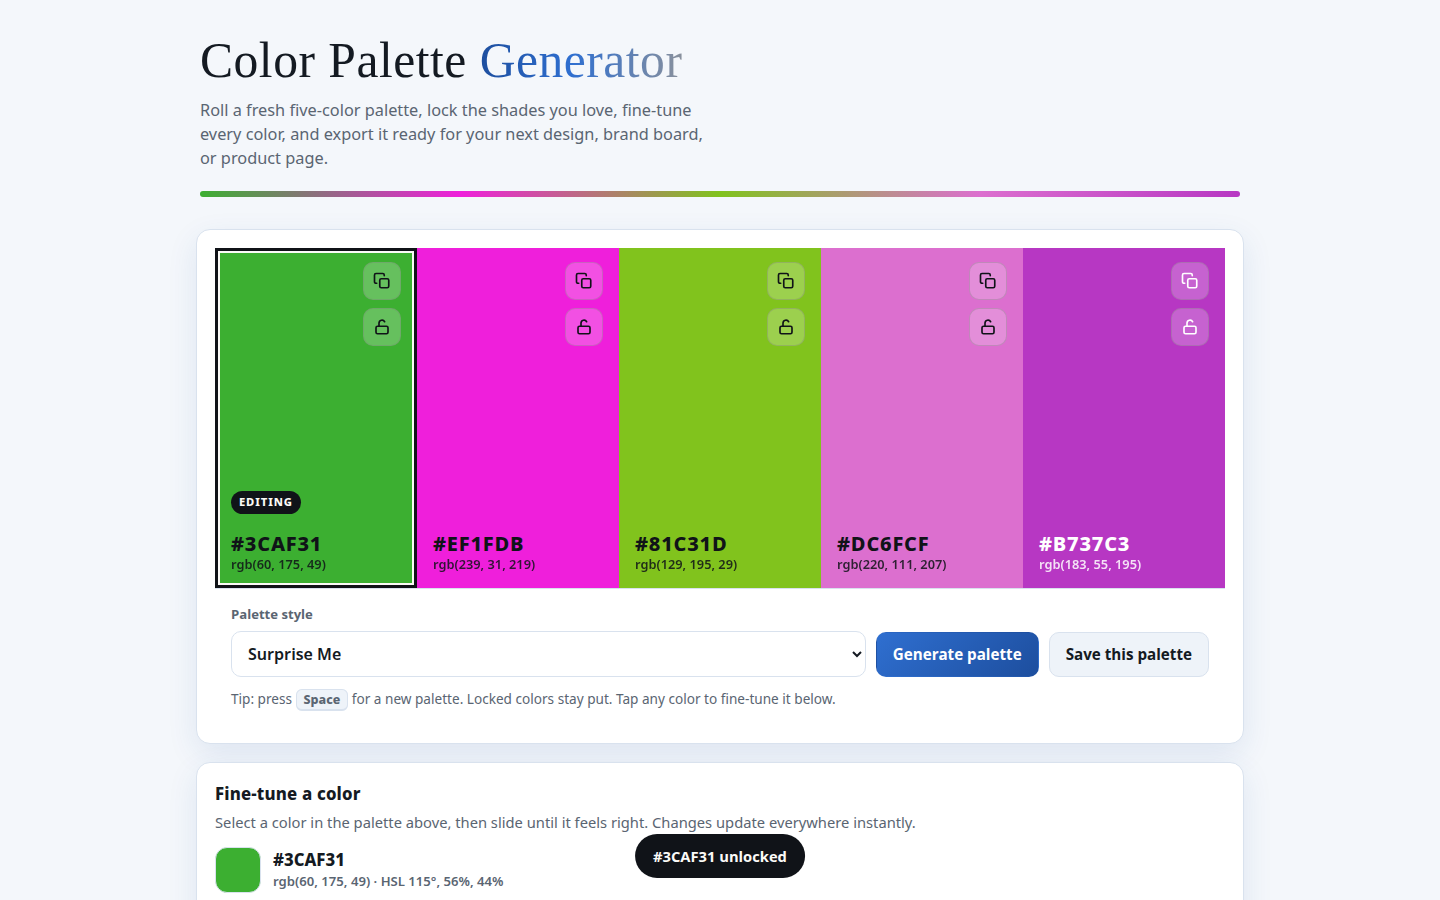 Color Palette Generator
Roll a fresh five-color palette, lock the shades you love, fine-tune
every color, and export it ready for your next design, brand board,
or product page.
EDITING
#3CAF31
rgb(60, 175, 49)
#EF1FDB
rgb(239, 31, 219)
#81C31D
rgb(129, 195, 29)
#DC6FCF
rgb(220, 111, 207)
#B737C3
rgb(183, 55, 195)
Palette style
Surprise Me
Generate palette
Save this palette
Tip: press Space for a new palette. Locked colors stay put. Tap any color to fine-tune it below.
Fine-tune a color
Select a color in the palette above, then slide until it feels right. Changes update everywhere instantly.
#3CAF31
rgb(60, 175, 49) · HSL 115°, 56%, 44%
#3CAF31 unlocked